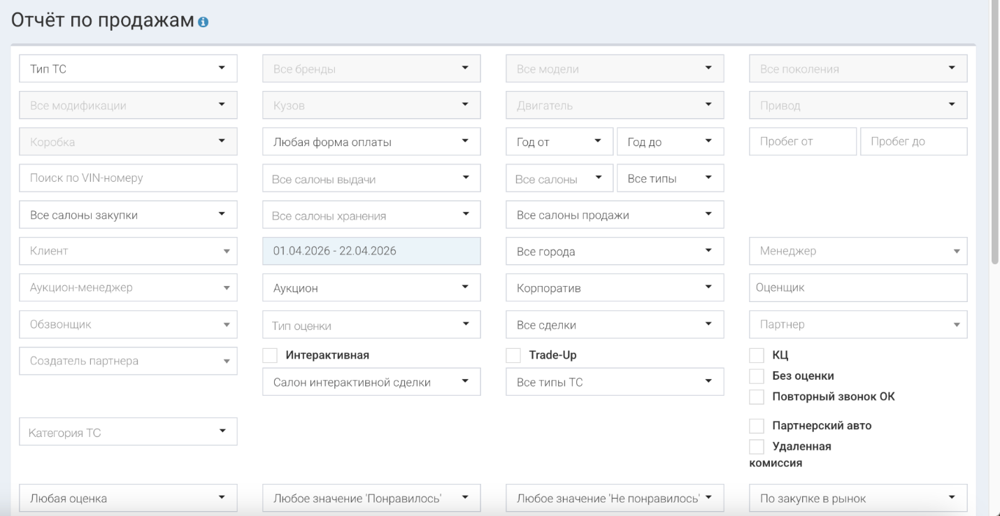 Отчёт по продажам
Тип ТС Все бренды Все модели Все поколения
Все модификации Кузов Двигатель Привод
Коробка Любая форма оплаты Год от Год до Пробег от Пробег до
Поиск по VIN-номеру Все салоны выдачи Все салоны Все типы
Все салоны закупки Все салоны хранения Все салоны продажи
Клиент 01.04.2026 - 22.04.2026 Все города Менеджер
Аукцион-менеджер Аукцион Корпоратив Оценщик
Обзвонщик Тип оценки Все сделки Партнер
Создатель партнера Интерактивная Trade-Up КЦ
Без оценки
Салон интерактивной сделки Все типы ТС
Повторный звонок ОК
Категория ТС Партнерский авто
Удаленная
комиссия
Любая оценка Любое значение 'Понравилось' Любое значение 'Не понравилось' По закупке в рынок